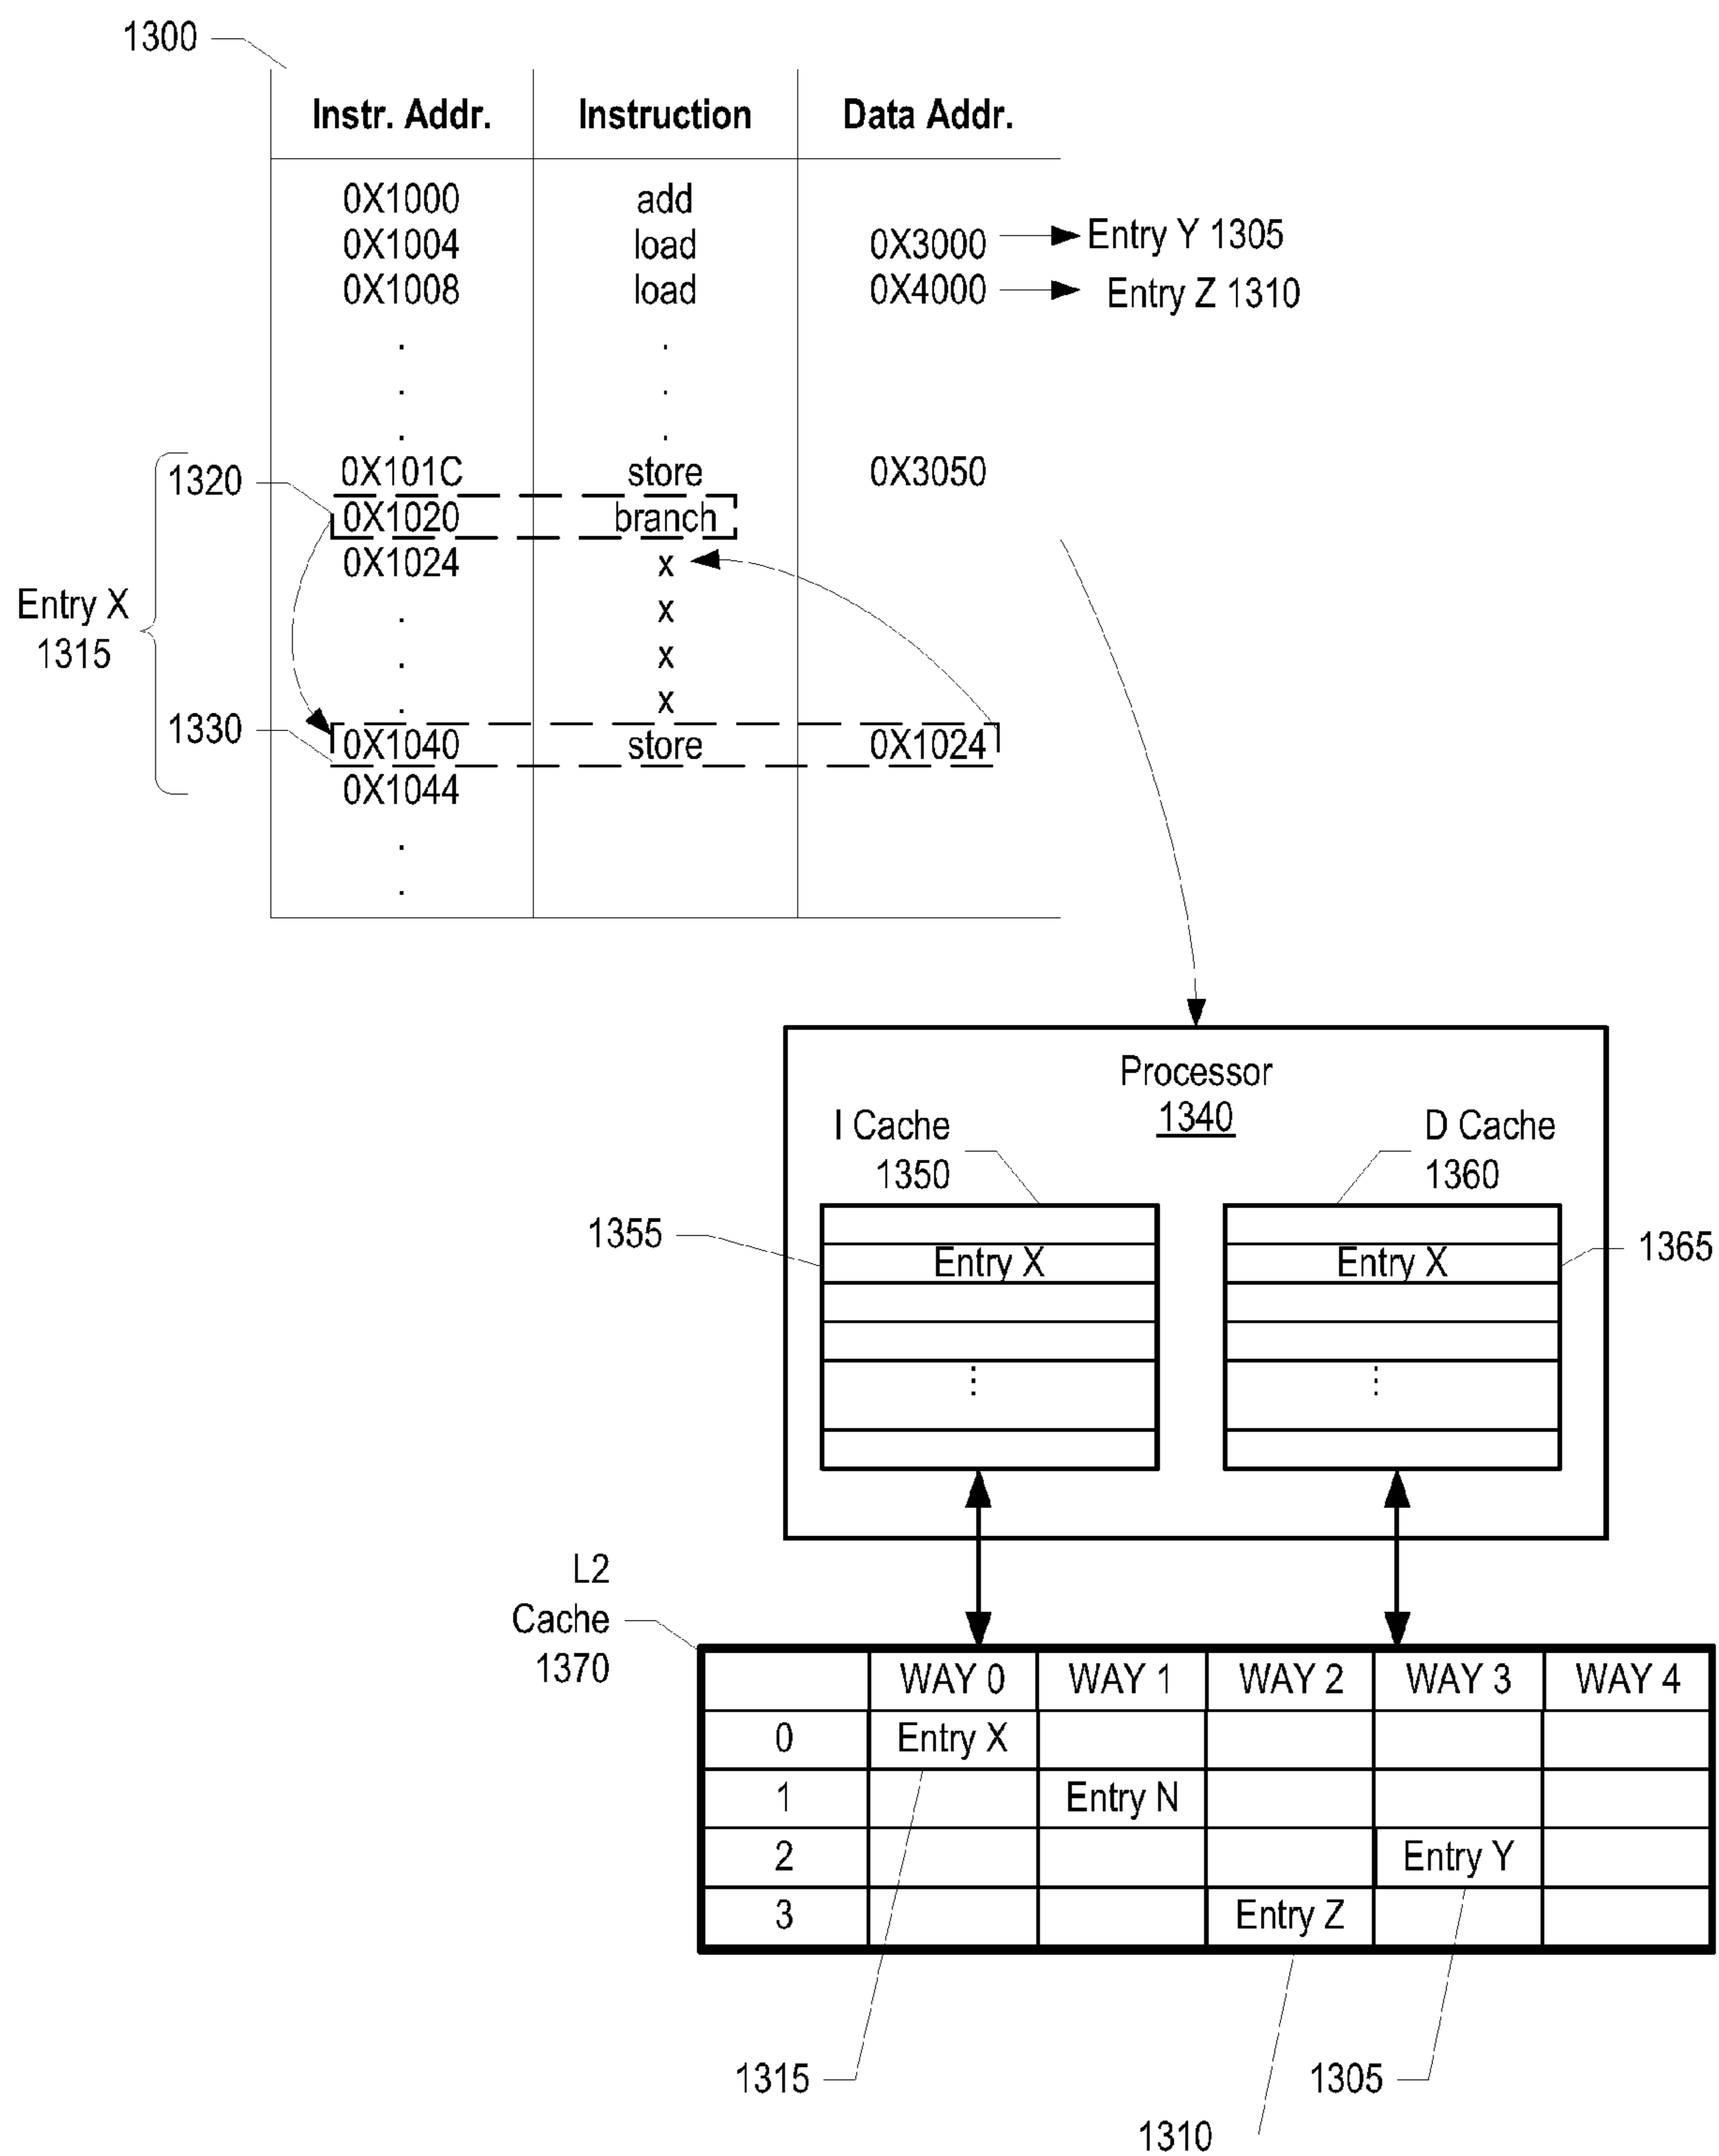 1300
Instr. Addr. Instruction Data Addr.
0X1000 add
0X1004 load 0X3000 Entry Y 1305
0X1008 load 0X4000 Entry Z 1310
. .
. .
. .
1320 0X101C store 0X3050
0X1020 branch
0X1024 x
Entry X . x
1315 . x
. x
1330 0X1040 store 0X1024
0X1044
.
.
Processor
1340
I Cache
1350
D Cache
1360
1355 Entry X Entry X 1365
L2
Cache
1370
WAY 0 WAY 1 WAY 2 WAY 3 WAY 4
0 Entry X
1 Entry N
2 Entry Y
3 Entry Z
1315 1305
1310